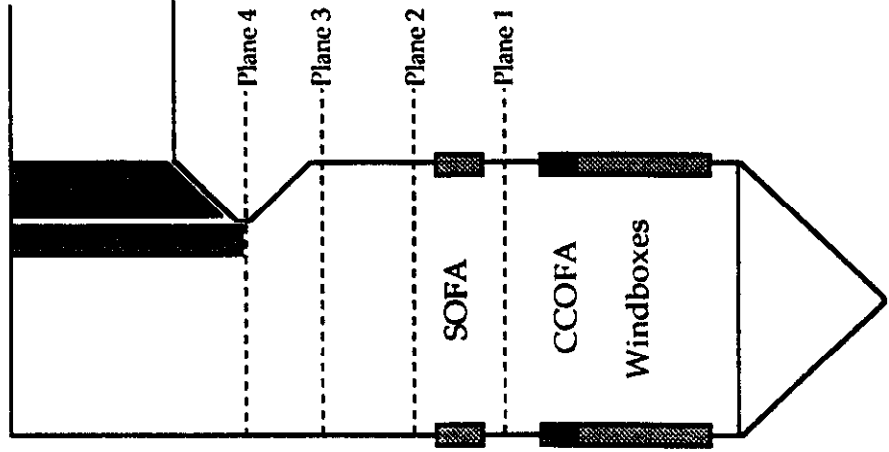 Plane 4
Plane 3
Plane 2
Plane 1
SOFA
CCOFA
Windboxes